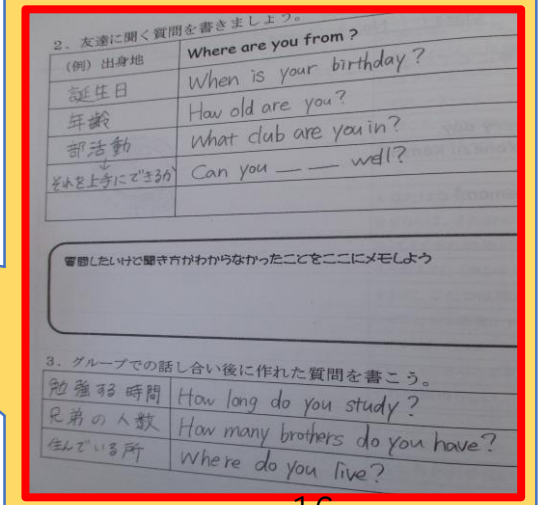 2. 友達に聞く質問を書きましょう。
(例) 出身地 Where are you from ?
誕生日 When is your birthday?
年齢 How old are you?
部活動 What club are you in?
↓
それを上手にできるか Can you __ __ well?
質問したいけど聞き方がわからなかったことをここにメモしよう
3. グループでの話し合い後に作れた質問を書こう。
勉強する時間 How long do you study?
兄弟の人数 How many brothers do you have?
住んでいる所 Where do you live?